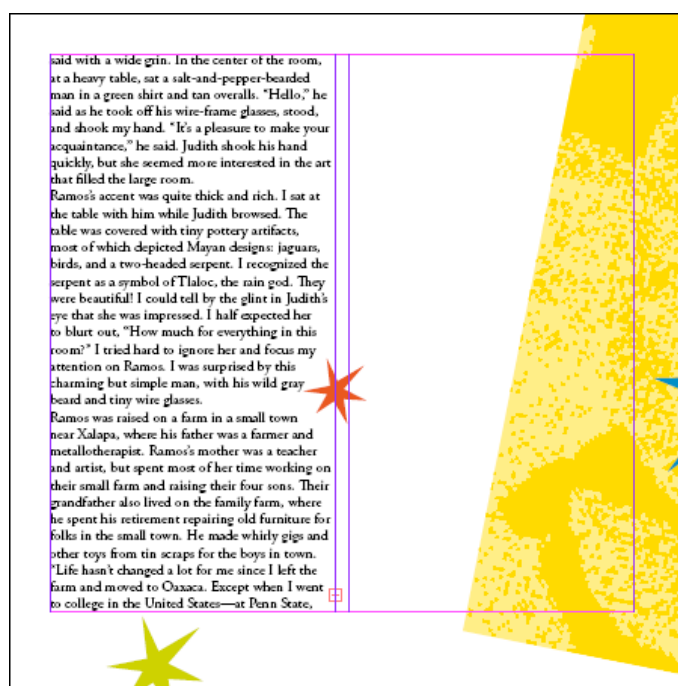 said with a wide grin. In the center of the room,
at a heavy table, sat a salt-and-pepper-bearded
man in a green shirt and tan overalls. “Hello,” he
said as he took off his wire-frame glasses, stood,
and shook my hand. “It’s a pleasure to make your
acquaintance,” he said. Judith shook his hand
quickly, but she seemed more interested in the art
that filled the large room.
Ramos’s accent was quite thick and rich. I sat at
the table with him while Judith browsed. The
table was covered with tiny pottery artifacts,
most of which depicted Mayan designs: jaguars,
birds, and a two-headed serpent. I recognized the
serpent as a symbol of Tlaloc, the rain god. They
were beautiful! I could tell by the glint in Judith’s
eye that she was impressed. I half expected her
to blurt out, “How much for everything in this
room?” I tried hard to ignore her and focus my
attention on Ramos. I was surprised by this
charming but simple man, with his wild gray
beard and tiny wire glasses.
Ramos was raised on a farm in a small town
near Xalapa, where his father was a farmer and
metallotherapist. Ramos’s mother was a teacher
and artist, but spent most of her time working on
their small farm and raising their four sons. Their
grandfather also lived on the family farm, where
he spent his retirement repairing old furniture for
folks in the small town. He made whirly gigs and
other toys from tin scraps for the boys in town.
“Life hasn’t changed a lot for me since I left the
farm and moved to Oaxaca. Except when I went
to college in the United States—at Penn State,